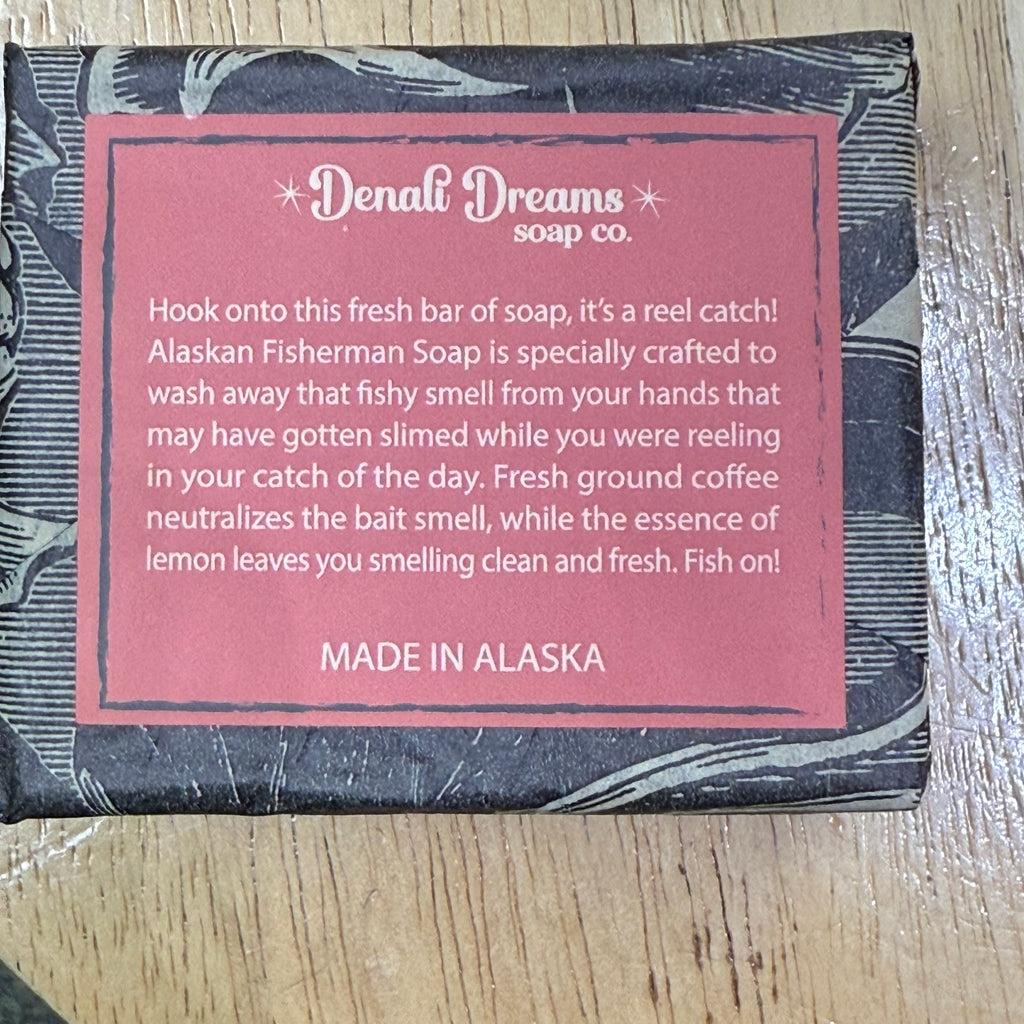 Denali Dreams
soap co.
Hook onto this fresh bar of soap, it's a reel catch!
Alaskan Fisherman Soap is specially crafted to
wash away that fishy smell from your hands that
may have gotten slimed while you were reeling
in your catch of the day. Fresh ground coffee
neutralizes the bait smell, while the essence of
lemon leaves you smelling clean and fresh. Fish on!
MADE IN ALASKA